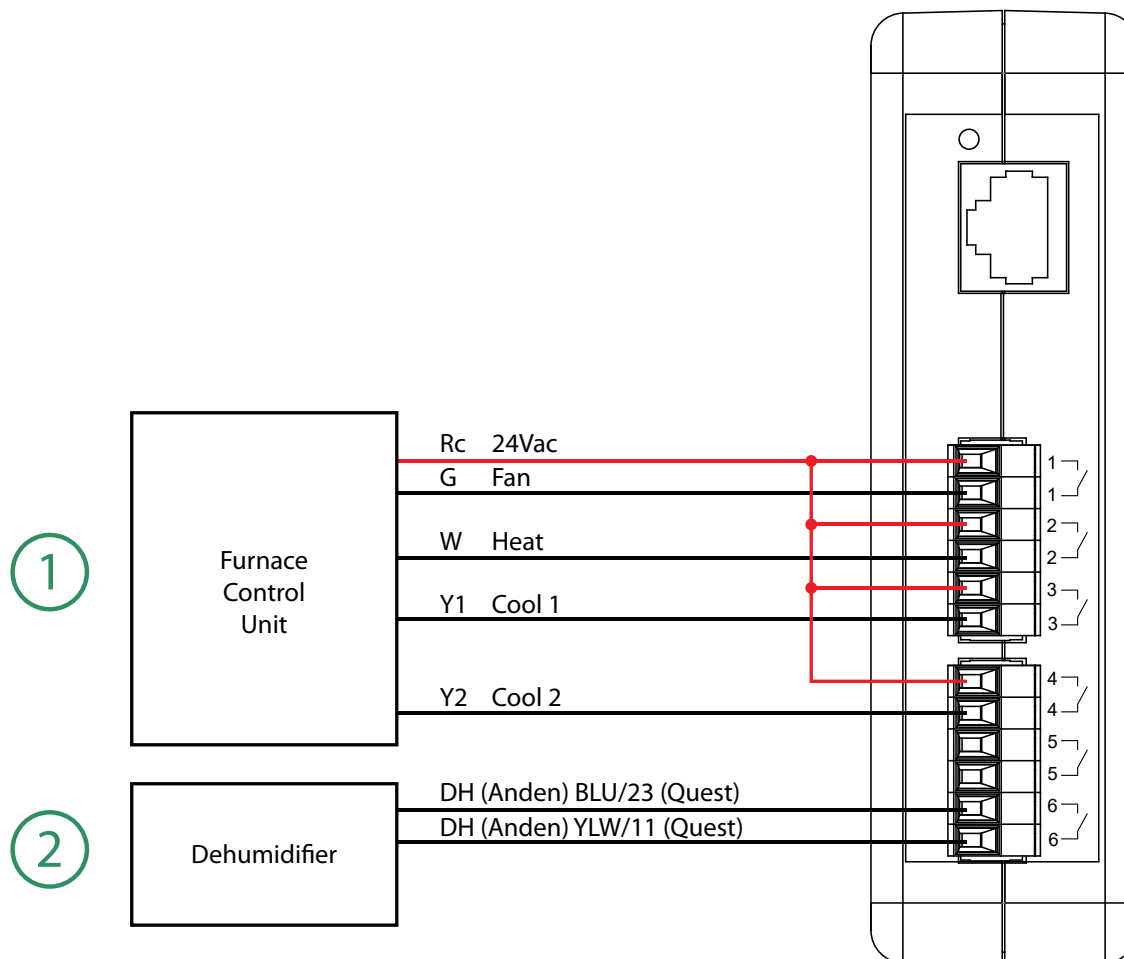 Rc 24Vac
G Fan
W Heat
Y1 Cool 1
Y2 Cool 2
1
Furnace
Control
Unit
DH (Anden) BLU/23 (Quest)
DH (Anden) YLW/11 (Quest)
2
Dehumidifier
1
1
2
2
3
3
4
4
5
5
6
6